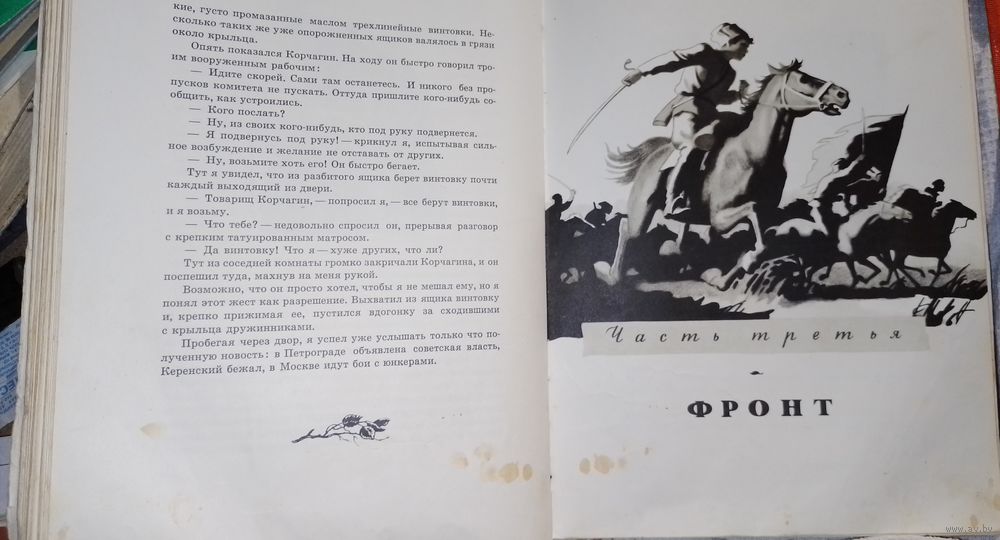 кие, густо промазанные маслом трехлинейные винтовки. Не-
сколько таких же уже опорожненных ящиков валялось в грязи
около крыльца.
Опять показался Корчагин. На ходу он быстро говорил тро-
им вооруженным рабочим:
— Идите скорей. Сами там останетесь. И никого без про-
пусков комитета не пускать. Оттуда пришлите кого-нибудь со-
общить, как устроились.
— Кого послать?
— Ну, из своих кого-нибудь, кто под руку подвернется.
— Я подвернусь под руку! — крикнул я, испытывая силь-
ное возбуждение и желание не отставать от других.
— Ну, возьмите хоть его! Он быстро бегает.
Тут я увидел, что из разбитого ящика берет винтовку почти
каждый выходящий из двери.
— Товарищ Корчагин, — попросил я, — все берут винтовки,
и я возьму.
— Что тебе? — недовольно спросил он, прерывая разговор
с крепким татуированным матросом.
— Да винтовку! Что я — хуже других, что ли?
Тут из соседней комнаты громко закричали Корчагина, и он
поспешил туда, махнув на меня рукой.
Возможно, что он просто хотел, чтобы я не мешал ему, но я
понял этот жест как разрешение. Выхватил из ящика винтовку
и, крепко прижимая ее, пустился вдогонку за сходившими
с крыльца дружинниками.
Пробегая через двор, я успел уже услышать только что по-
лученную новость: в Петрограде объявлена советская власть,
Керенский бежал, в Москве идут бои с юнкерами.
Часть третья
ФРОНТ
www.av.by